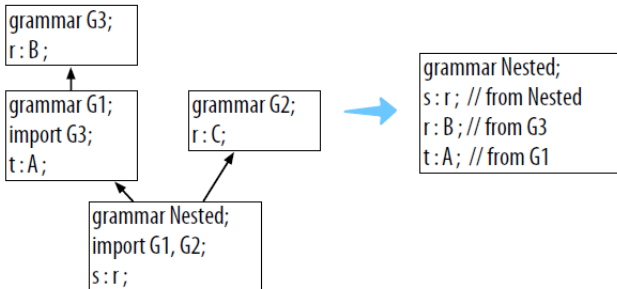 grammar G3;
r : B ;
grammar G1;
import G3;
t : A ;
grammar G2;
r : C;
grammar Nested;
import G1, G2;
s : r ;
grammar Nested;
s : r ; // from Nested
r : B ; // from G3
t : A ; // from G1